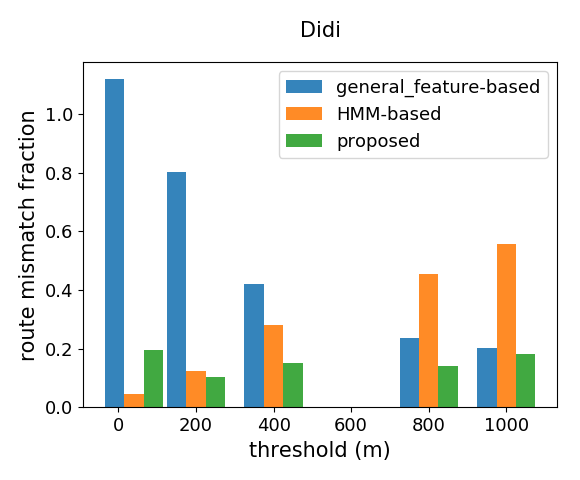 Didi
general_feature-based
HMM-based
proposed
route mismatch fraction
1.0
0.8
0.6
0.4
0.2
0.0
0 200 400 600 800 1000
threshold (m)